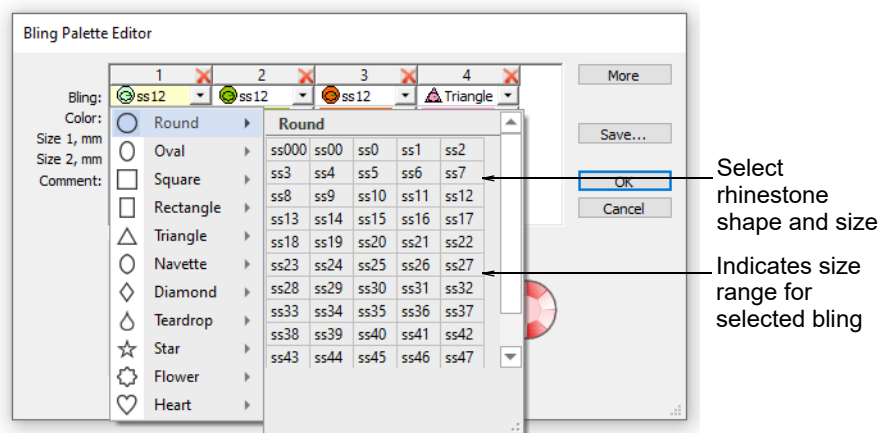 Bling Palette Editor
1 2 3 4
Bling: ss12 ss12 ss12 Triangle
Color:
Size 1, mm
Size 2, mm
Comment:
More
Save...
OK
Cancel
Round
Oval
Square
Rectangle
Triangle
Navette
Diamond
Teardrop
Star
Flower
Heart
Round
ss000 ss00 ss0 ss1 ss2
ss3 ss4 ss5 ss6 ss7
ss8 ss9 ss10 ss11 ss12
ss13 ss14 ss15 ss16 ss17
ss18 ss19 ss20 ss21 ss22
ss23 ss24 ss25 ss26 ss27
ss28 ss29 ss30 ss31 ss32
ss33 ss34 ss35 ss36 ss37
ss38 ss39 ss40 ss41 ss42
ss43 ss44 ss45 ss46 ss47
Select
rhinestone
shape and size
Indicates size
range for
selected bling